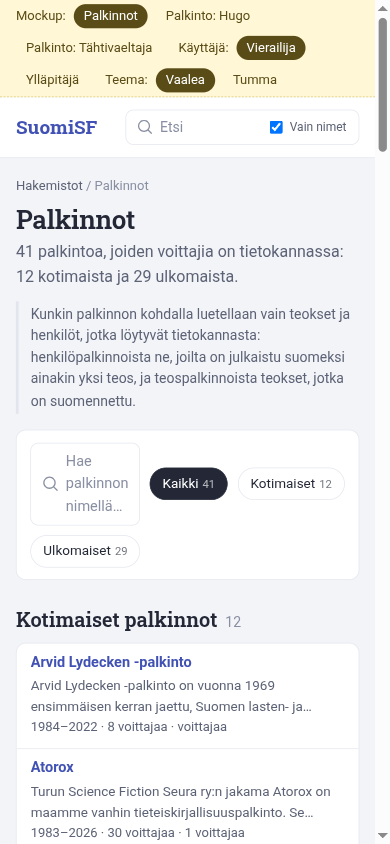 Mockup: Palkinnot Palkinto: Hugo
Palkinto: Tähtivaeltaja Käyttäjä: Vierailija
Ylläpitäjä Teema: Vaalea Tumma
SuomiSF Etsi Vain nimet
Hakemistot / Palkinnot
Palkinnot
41 palkintoa, joiden voittajia on tietokannassa:
12 kotimaista ja 29 ulkomaista.
Kunkin palkinnon kohdalla luetellaan vain teokset ja
henkilöt, jotka löytyvät tietokannasta:
henkilöpalkinnoista ne, joilta on julkaistu suomeksi
ainakin yksi teos, ja teospalkinnoista teokset, jotka
on suomennettu.
Hae
palkinnon
nimellä…
Kaikki 41 Kotimaiset 12
Ulkomaiset 29
Kotimaiset palkinnot 12
Arvid Lydecken -palkinto
Arvid Lydecken -palkinto on vuonna 1969
ensimmäisen kerran jaettu, Suomen lasten- ja…
1984–2022 · 8 voittajaa · voittajaa
Atorox
Turun Science Fiction Seura ry:n jakama Atorox on
maamme vanhin tieteiskirjallisuuspalkinto. Se…
1983–2026 · 30 voittajaa · 1 voittajaa